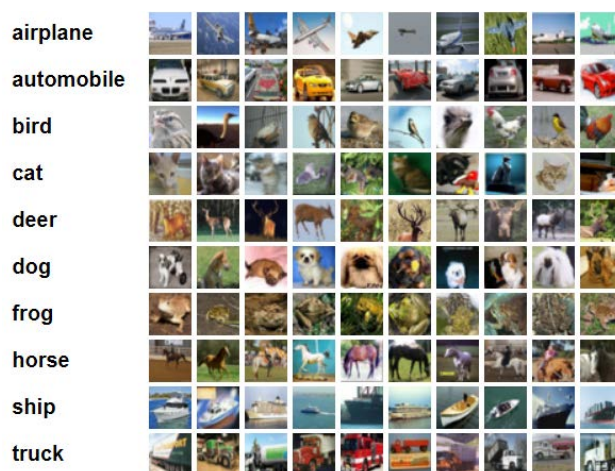 airplane
automobile
bird
cat
deer
dog
frog
horse
ship
truck